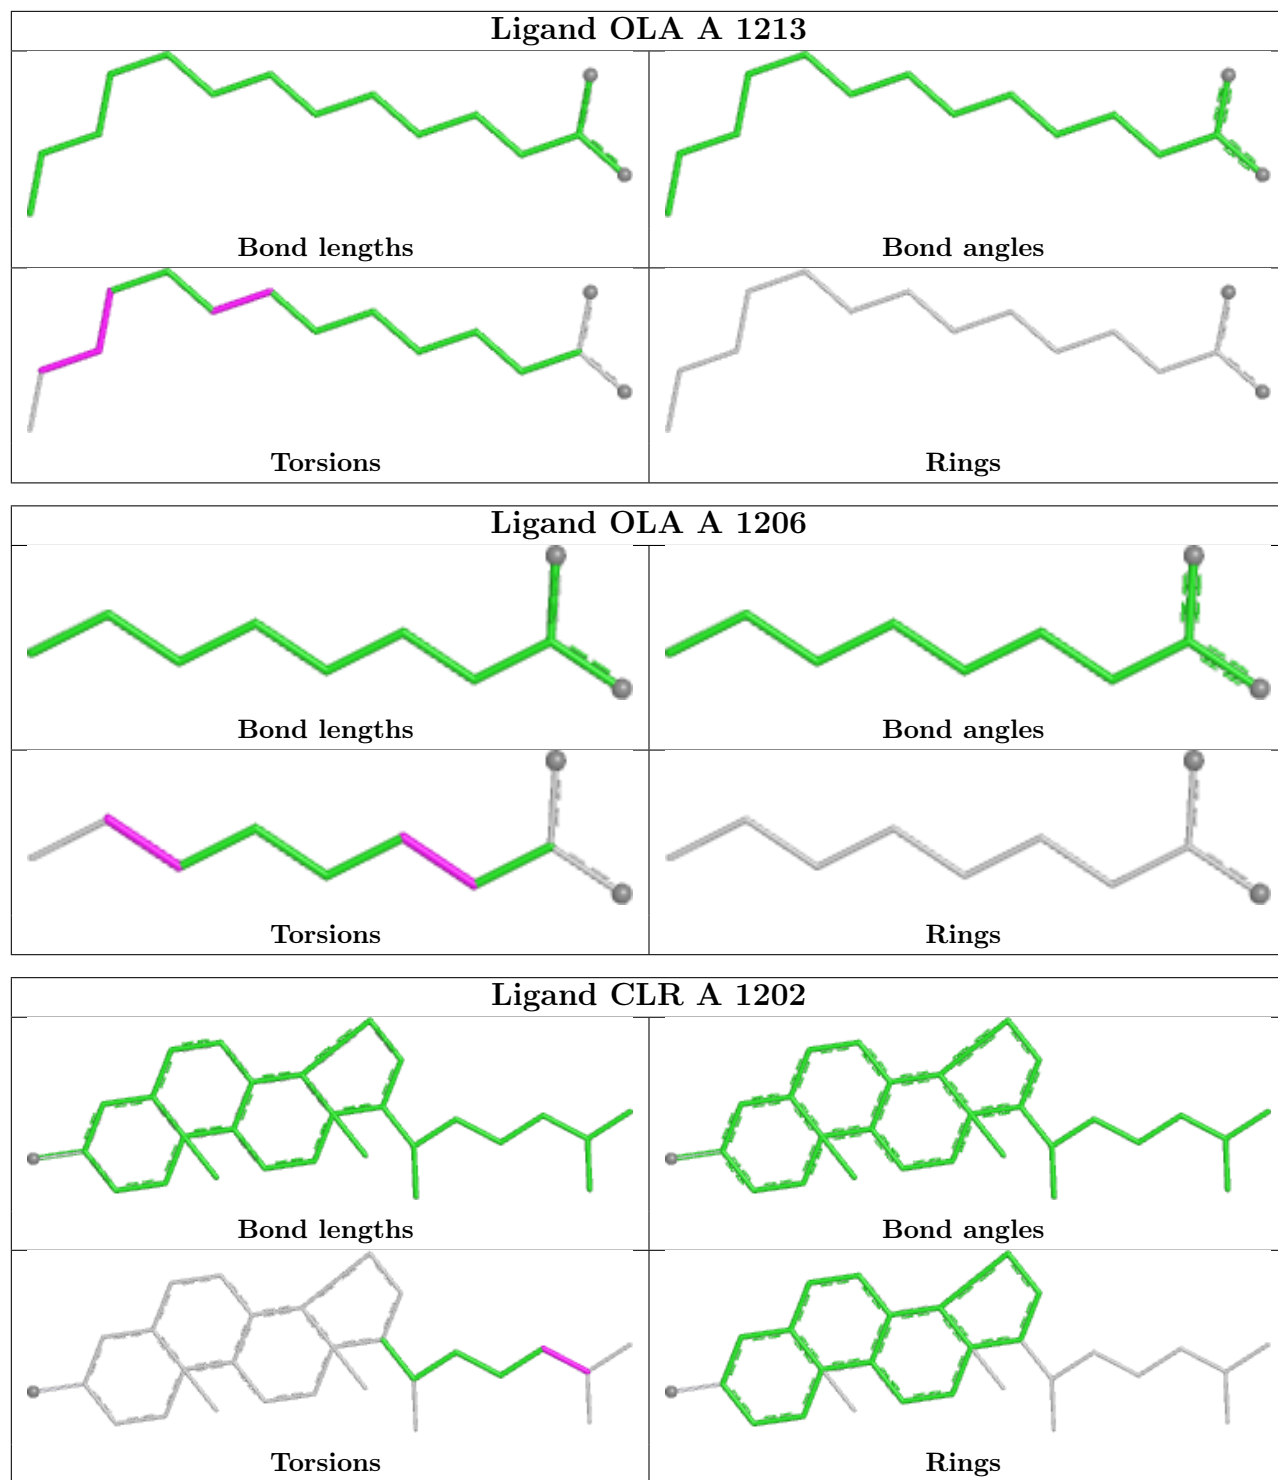 Ligand OLA A 1213
Bond lengths
Bond angles
Torsions
Rings
Ligand OLA A 1206
Bond lengths
Bond angles
Torsions
Rings
Ligand CLR A 1202
Bond lengths
Bond angles
Torsions
Rings